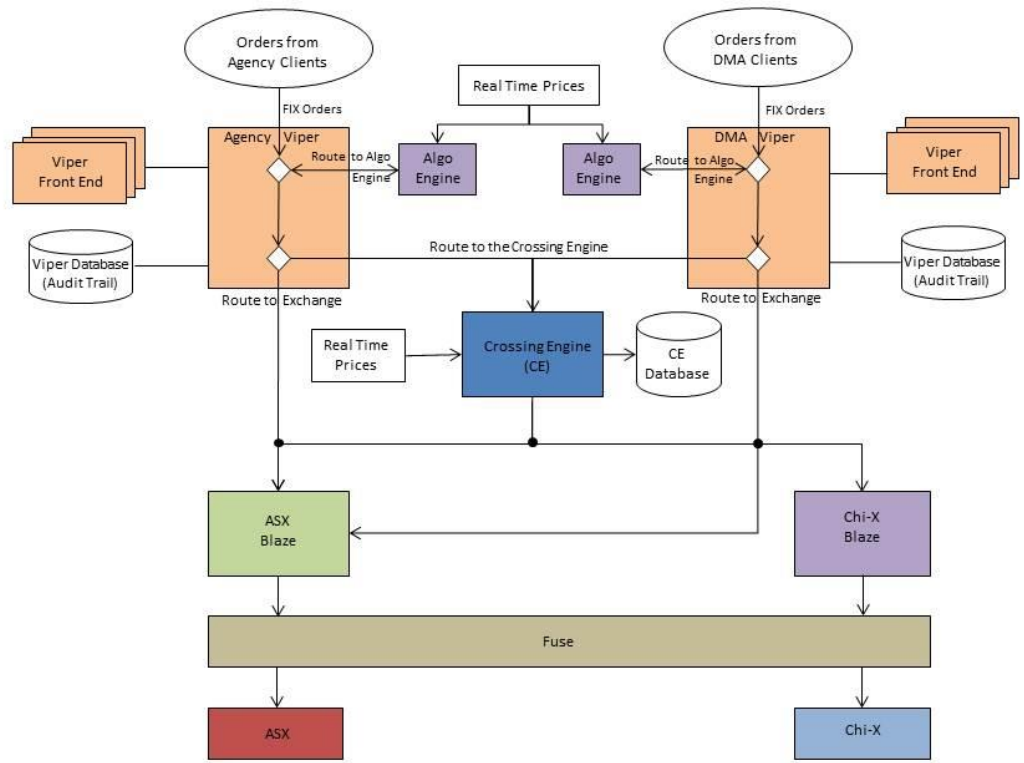 Orders from
Agency Clients
Orders from
DMA Clients
Real Time Prices
FIX Orders
FIX Orders
Agency Viper
DMA Viper
Viper
Front End
Route to Algo
Engine
Algo
Engine
Algo
Engine
Route to Algo
Engine
Viper
Front End
Viper Database
(Audit Trail)
Route to the Crossing Engine
Viper Database
(Audit Trail)
Route to Exchange
Route to Exchange
Real Time
Prices
Crossing Engine
(CE)
CE
Database
ASX
Blaze
Chi-X
Blaze
Fuse
ASX
Chi-X